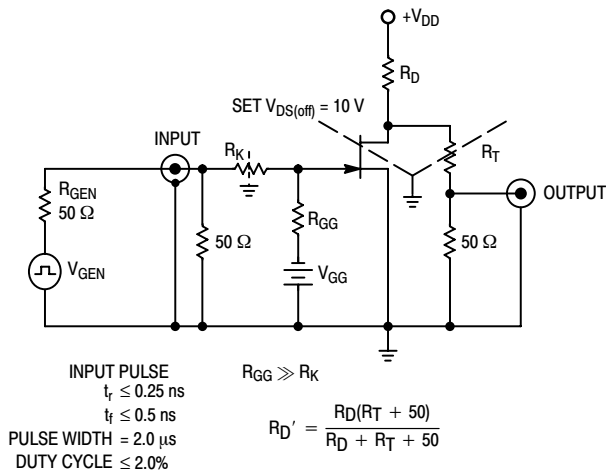 +V_DD
R_D
SET V_DS(off) = 10 V
INPUT
R_K
R_T
OUTPUT
R_GEN
50 Ω
50 Ω
R_GG
50 Ω
V_GEN
V_GG
INPUT PULSE
t_r ≤ 0.25 ns
t_f ≤ 0.5 ns
PULSE WIDTH = 2.0 μs
DUTY CYCLE ≤ 2.0%
R_GG ≫ R_K
R_D′ = R_D(R_T + 50) / R_D + R_T + 50